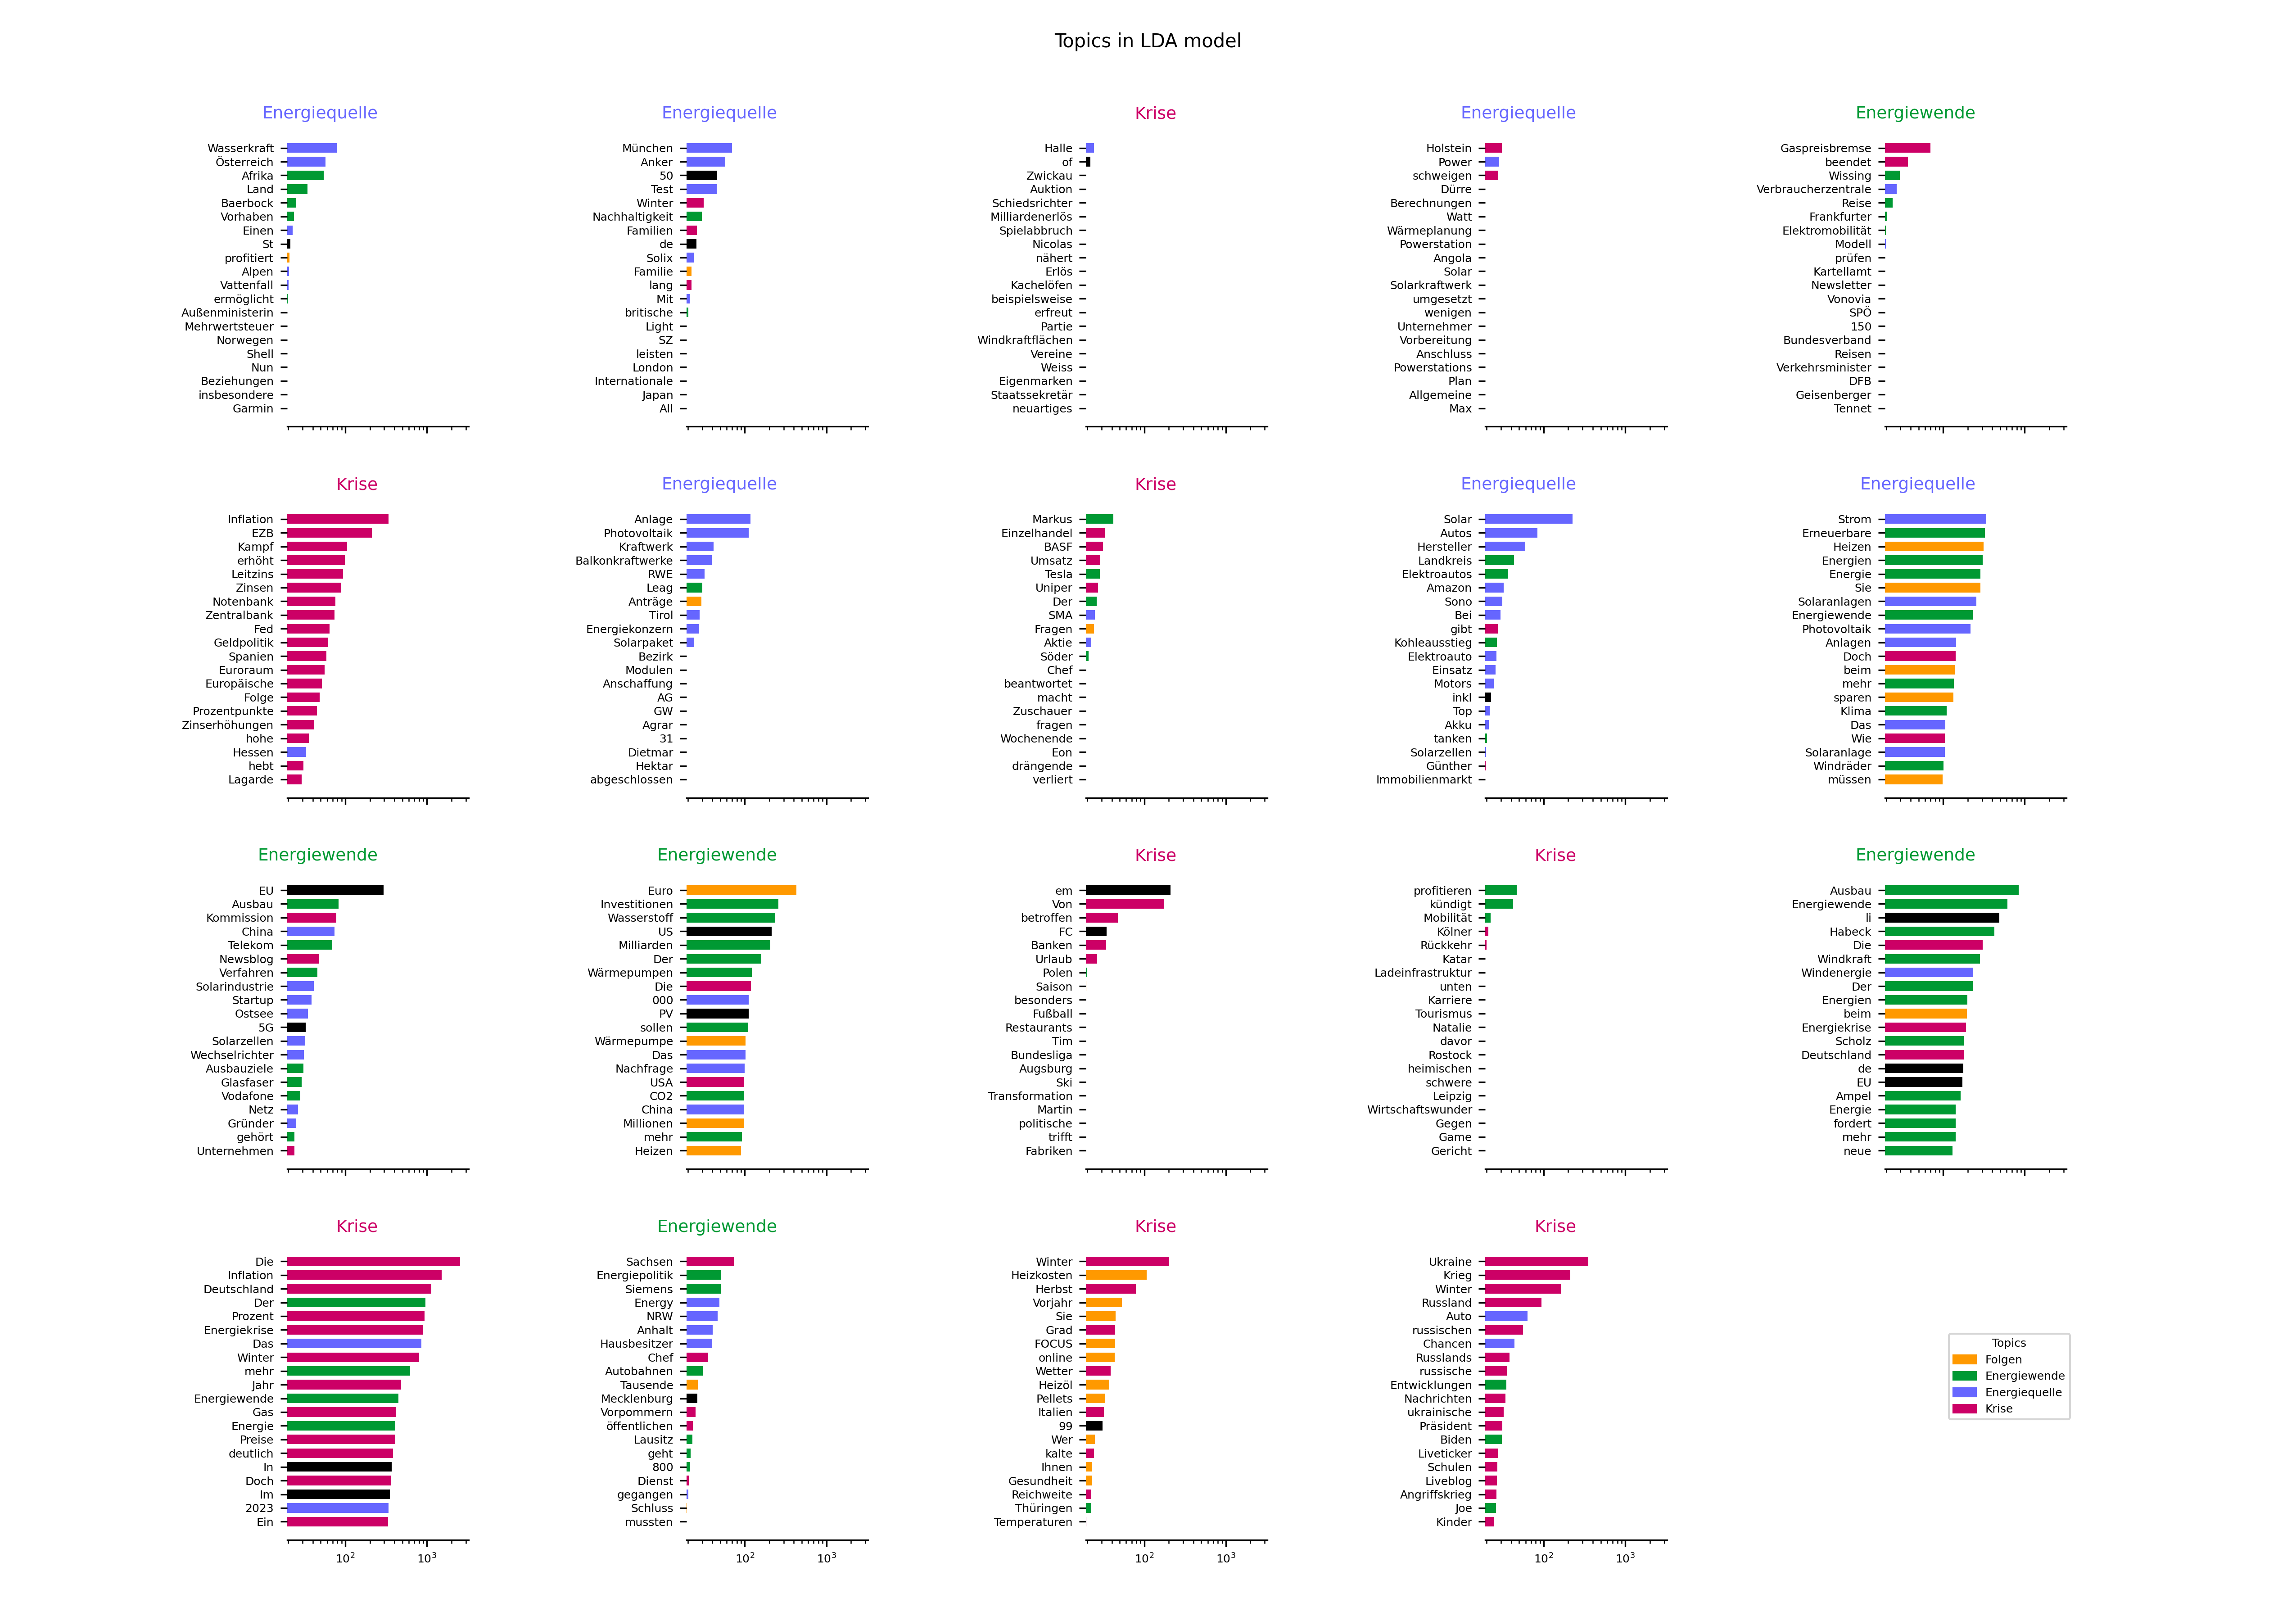 Topics in LDA model
Energiequelle
Wasserkraft
Österreich
Afrika
Land
Baerbock
Vorhaben
Einen
St
profitiert
Alpen
Vattenfall
ermöglicht
Außenministerin
Mehrwertsteuer
Norwegen
Shell
Nun
Beziehungen
insbesondere
Garmin
Energiequelle
München
Anker
50
Test
Winter
Nachhaltigkeit
Familien
de
Solix
Familie
lang
Mit
britische
Light
SZ
leisten
London
Internationale
Japan
All
Krise
Halle
of
Zwickau
Auktion
Schiedsrichter
Milliardenerlös
Spielabbruch
Nicolas
nähert
Erlös
Kachelöfen
beispielsweise
erfreut
Partie
Windkraftflächen
Vereine
Weiss
Eigenmarken
Staatssekretär
neuartiges
Energiequelle
Holstein
Power
schweigen
Dürre
Berechnungen
Watt
Wärmeplanung
Powerstation
Angola
Solar
Solarkraftwerk
umgesetzt
wenigen
Unternehmer
Vorbereitung
Anschluss
Powerstations
Plan
Allgemeine
Max
Energiewende
Gaspreisbremse
beendet
Wissing
Verbraucherzentrale
Reise
Frankfurter
Elektromobilität
Modell
prüfen
Kartellamt
Newsletter
Vonovia
SPÖ
150
Bundesverband
Reisen
Verkehrsminister
DFB
Geisenberger
Tennet
Krise
Inflation
EZB
Kampf
erhöht
Leitzins
Zinsen
Notenbank
Zentralbank
Fed
Geldpolitik
Spanien
Euroraum
Europäische
Folge
Prozentpunkte
Zinserhöhungen
hohe
Hessen
hebt
Lagarde
Energiequelle
Anlage
Photovoltaik
Kraftwerk
Balkonkraftwerke
RWE
Leag
Anträge
Tirol
Energiekonzern
Solarpaket
Bezirk
Modulen
Anschaffung
AG
GW
Agrar
31
Dietmar
Hektar
abgeschlossen
Krise
Markus
Einzelhandel
BASF
Umsatz
Tesla
Uniper
Der
SMA
Fragen
Aktie
Söder
Chef
beantwortet
macht
Zuschauer
fragen
Wochenende
Eon
drängende
verliert
Energiequelle
Solar
Autos
Hersteller
Landkreis
Elektroautos
Amazon
Sono
Bei
gibt
Kohleausstieg
Elektroauto
Einsatz
Motors
inkl
Top
Akku
tanken
Solarzellen
Günther
Immobilienmarkt
Energiequelle
Strom
Erneuerbare
Heizen
Energien
Energie
Sie
Solaranlagen
Energiewende
Photovoltaik
Anlagen
Doch
beim
mehr
sparen
Klima
Das
Wie
Solaranlage
Windräder
müssen
Energiewende
EU
Ausbau
Kommission
China
Telekom
Newsblog
Verfahren
Solarindustrie
Startup
Ostsee
5G
Solarzellen
Wechselrichter
Ausbauziele
Glasfaser
Vodafone
Netz
Gründer
gehört
Unternehmen
Energiewende
Euro
Investitionen
Wasserstoff
US
Milliarden
Der
Wärmepumpen
Die
000
PV
sollen
Wärmepumpe
Das
Nachfrage
USA
CO2
China
Millionen
mehr
Heizen
Krise
em
Von
betroffen
FC
Banken
Urlaub
Polen
Saison
besonders
Fußball
Restaurants
Tim
Bundesliga
Augsburg
Ski
Transformation
Martin
politische
trifft
Fabriken
Krise
profitieren
kündigt
Mobilität
Kölner
Rückkehr
Katar
Ladeinfrastruktur
unten
Karriere
Tourismus
Natalie
davor
Rostock
heimischen
schwere
Leipzig
Wirtschaftswunder
Gegen
Game
Gericht
Energiewende
Ausbau
Energiewende
li
Habeck
Die
Windkraft
Windenergie
Der
Energien
beim
Energiekrise
Scholz
Deutschland
de
EU
Ampel
Energie
fordert
mehr
neue
Krise
Die
Inflation
Deutschland
Der
Prozent
Energiekrise
Das
Winter
mehr
Jahr
Energiewende
Gas
Energie
Preise
deutlich
In
Doch
Im
2023
Ein
10² 10³
Energiewende
Sachsen
Energiepolitik
Siemens
Energy
NRW
Anhalt
Hausbesitzer
Chef
Autobahnen
Tausende
Mecklenburg
Vorpommern
öffentlichen
Lausitz
geht
800
Dienst
gegangen
Schluss
mussten
10² 10³
Krise
Winter
Heizkosten
Herbst
Vorjahr
Sie
Grad
FOCUS
online
Wetter
Heizöl
Pellets
Italien
99
Wer
kalte
Ihnen
Gesundheit
Reichweite
Thüringen
Temperaturen
10² 10³
Krise
Ukraine
Krieg
Winter
Russland
Auto
russischen
Chancen
Russlands
russische
Entwicklungen
Nachrichten
ukrainische
Präsident
Biden
Liveticker
Schulen
Liveblog
Angriffskrieg
Joe
Kinder
10² 10³
Topics
Folgen
Energiewende
Energiequelle
Krise